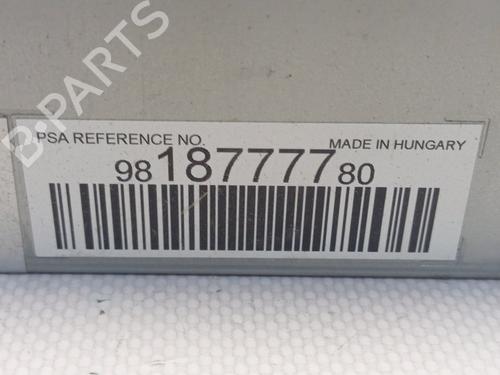 B-PARTS
PSA REFERENCE NO. MADE IN HUNGARY
9818777780